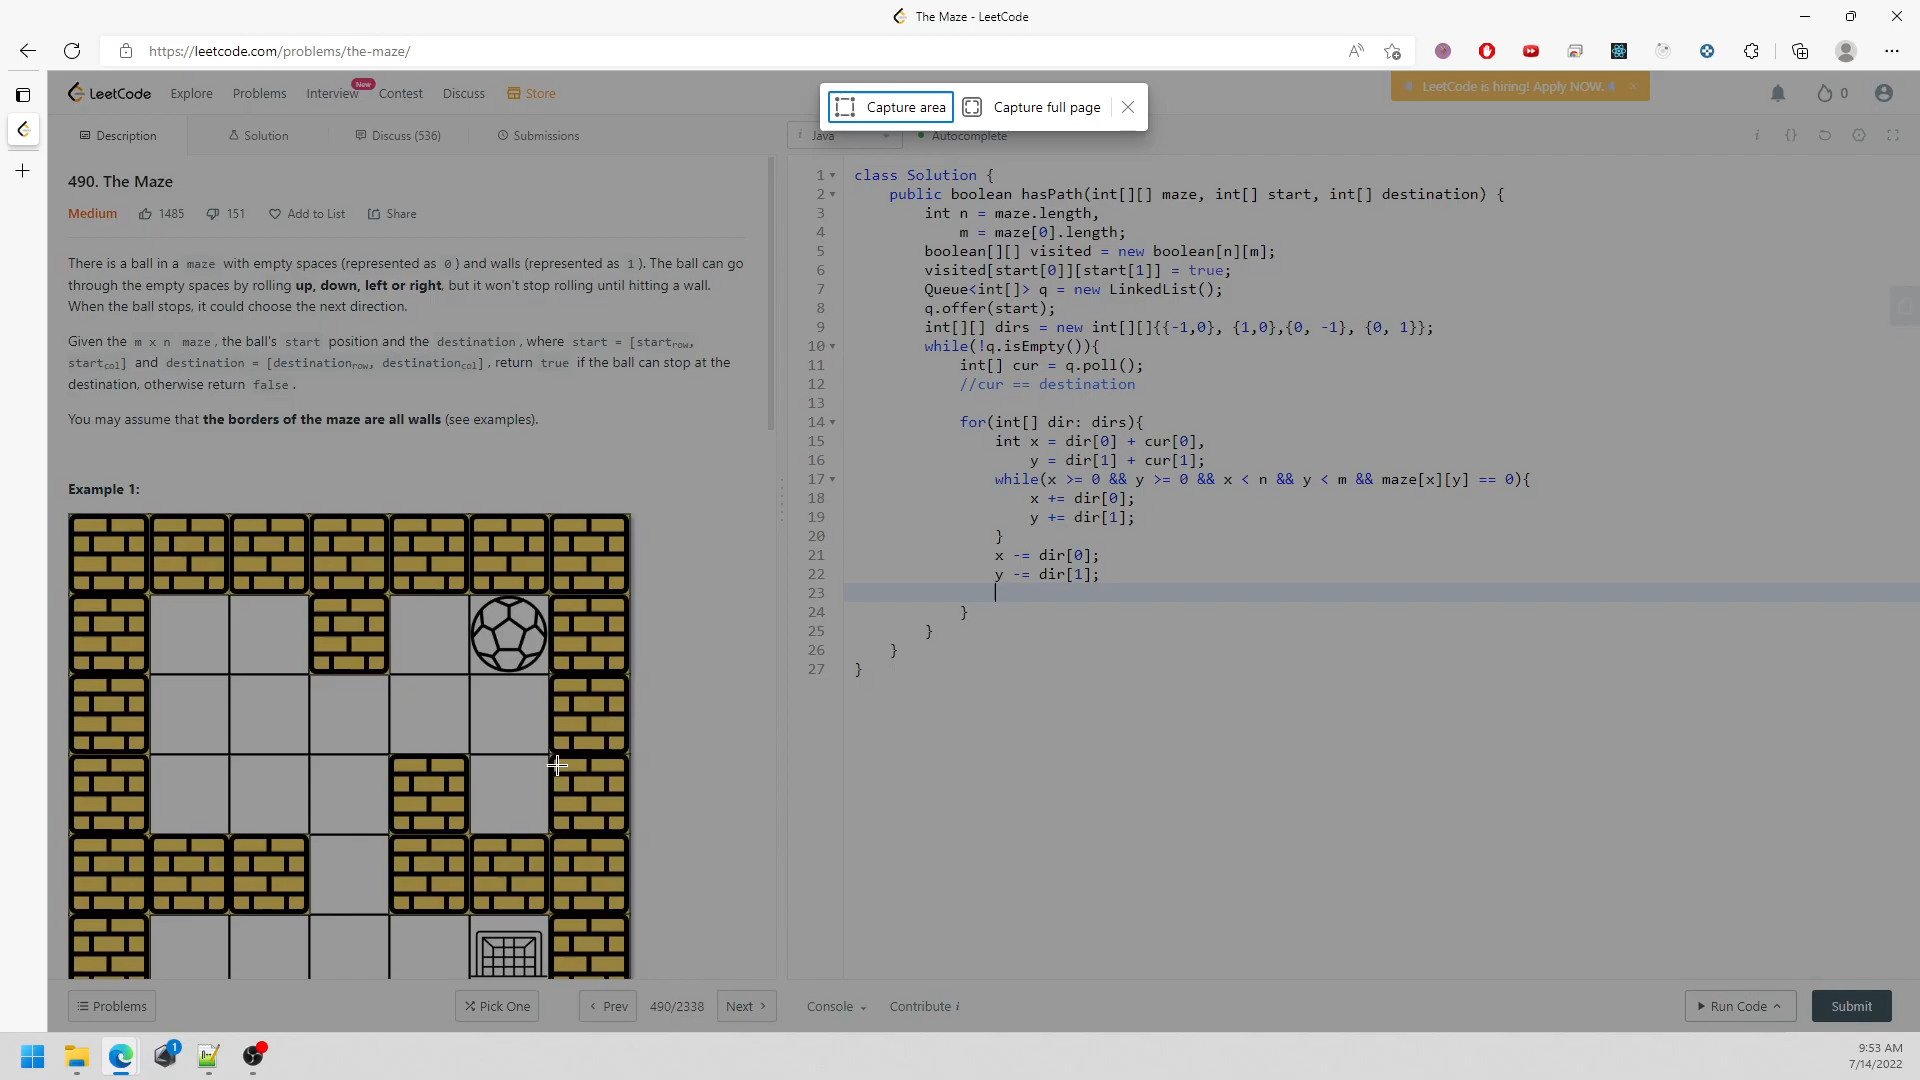 The Maze - LeetCode
https://leetcode.com/problems/the-maze/
LeetCode Explore Problems Interview New Contest Discuss Store
Capture area Capture full page
LeetCode is hiring! Apply NOW.
0
Description Solution Discuss (536) Submissions
i Java Autocomplete
490. The Maze
Medium 1485 151 Add to List Share
There is a ball in a maze with empty spaces (represented as 0) and walls (represented as 1). The ball can go
through the empty spaces by rolling up, down, left or right, but it won't stop rolling until hitting a wall.
When the ball stops, it could choose the next direction.
Given the m x n maze, the ball's start position and the destination, where start = [startrow,
startcol] and destination = [destinationrow, destinationcol], return true if the ball can stop at the
destination, otherwise return false.
You may assume that the borders of the maze are all walls (see examples).
Example 1:
1 class Solution {
2 public boolean hasPath(int[][] maze, int[] start, int[] destination) {
3 int n = maze.length,
4 m = maze[0].length;
5 boolean[][] visited = new boolean[n][m];
6 visited[start[0]][start[1]] = true;
7 Queue<int[]> q = new LinkedList();
8 q.offer(start);
9 int[][] dirs = new int[][]{{-1,0}, {1,0},{0, -1}, {0, 1}};
10 while(!q.isEmpty()){
11 int[] cur = q.poll();
12 //cur == destination
13
14 for(int[] dir: dirs){
15 int x = dir[0] + cur[0],
16 y = dir[1] + cur[1];
17 while(x >= 0 && y >= 0 && x < n && y < m && maze[x][y] == 0){
18 x += dir[0];
19 y += dir[1];
20 }
21 x -= dir[0];
22 y -= dir[1];
23
24 }
25 }
26 }
27 }
Problems Pick One Prev 490/2338 Next Console Contribute i Run Code Submit
1
9:53 AM
7/14/2022